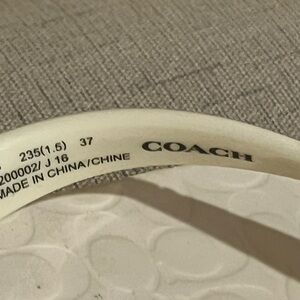 235(1.5) 37
200002/ J 16
MADE IN CHINA/CHINE
COACH